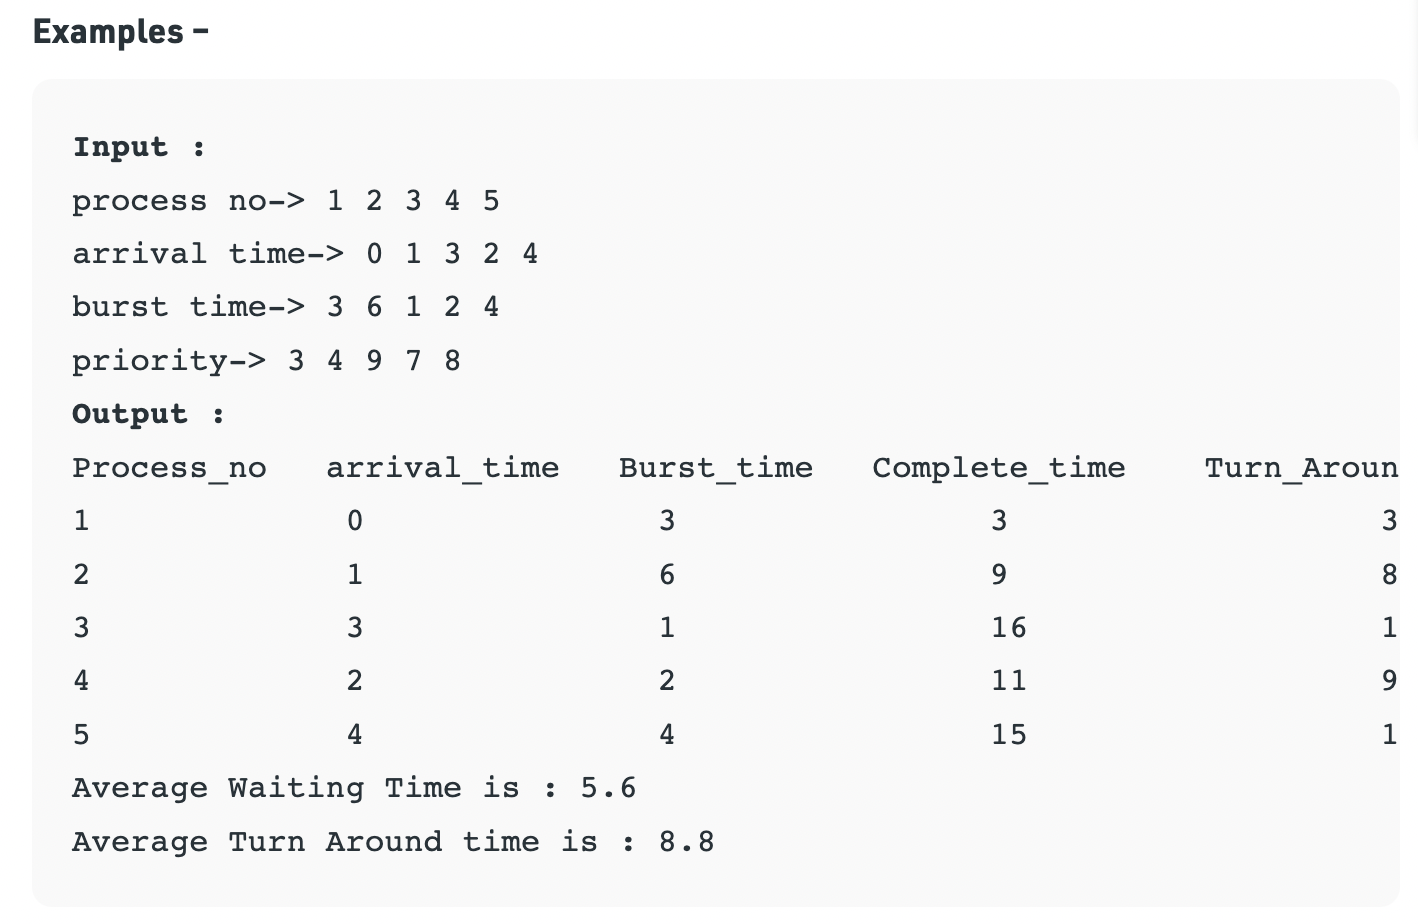 Examples –
Input :
process no-> 1 2 3 4 5
arrival time-> 0 1 3 2 4
burst time-> 3 6 1 2 4
priority-> 3 4 9 7 8
Output :
Process_no arrival_time Burst_time Complete_time Turn_Aroun
1 0 3 3 3
2 1 6 9 8
3 3 1 16 1
4 2 2 11 9
5 4 4 15 1
Average Waiting Time is : 5.6
Average Turn Around time is : 8.8